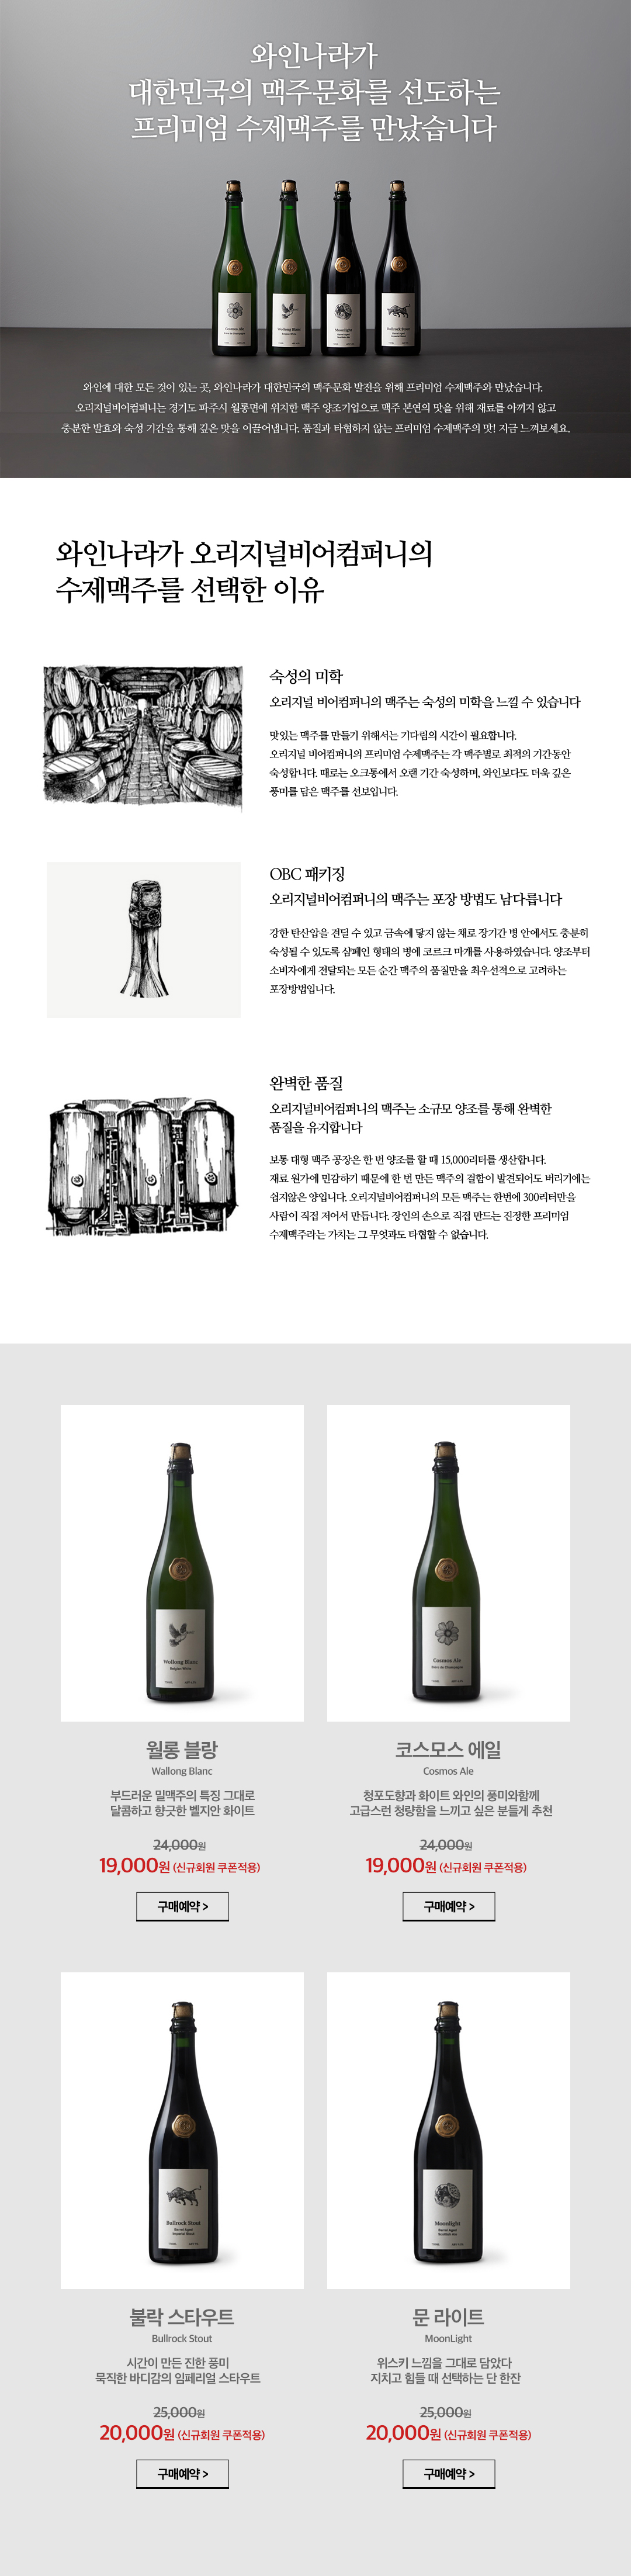 와인나라가
대한민국의 맥주문화를 선도하는
프리미엄 수제맥주를 만났습니다
Cosmos Ale
Wollong Blanc
Moonlight
Bullrock Stout
와인에 대한 모든 것이 있는 곳, 와인나라가 대한민국의 맥주문화 발전을 위해 프리미엄 수제맥주와 만났습니다.
오리지널비어컴퍼니는 경기도 파주시 월롱면에 위치한 맥주 양조기업으로 맥주 본연의 맛을 위해 재료를 아끼지 않고
충분한 발효와 숙성 기간을 통해 깊은 맛을 이끌어냅니다. 품질과 타협하지 않는 프리미엄 수제맥주의 맛! 지금 느껴보세요.
와인나라가 오리지널비어컴퍼니의
수제맥주를 선택한 이유
숙성의 미학
오리지널 비어컴퍼니의 맥주는 숙성의 미학을 느낄 수 있습니다
맛있는 맥주를 만들기 위해서는 기다림의 시간이 필요합니다.
오리지널 비어컴퍼니의 프리미엄 수제맥주는 각 맥주별로 최적의 기간동안
숙성합니다. 때로는 오크통에서 오랜 기간 숙성하며, 와인보다도 더욱 깊은
풍미를 담은 맥주를 선보입니다.
OBC 패키징
오리지널비어컴퍼니의 맥주는 포장 방법도 남다릅니다
강한 탄산압을 견딜 수 있고 금속에 닿지 않는 채로 장기간 병 안에서도 충분히
숙성될 수 있도록 샴페인 형태의 병에 코르크 마개를 사용하였습니다. 양조부터
소비자에게 전달되는 모든 순간 맥주의 품질만을 최우선적으로 고려하는
포장방법입니다.
완벽한 품질
오리지널비어컴퍼니의 맥주는 소규모 양조를 통해 완벽한
품질을 유지합니다
보통 대형 맥주 공장은 한 번 양조를 할 때 15,000리터를 생산합니다.
재료 원가에 민감하기 때문에 한 번 만든 맥주의 결함이 발견되어도 버리기에는
쉽지않은 양입니다. 오리지널비어컴퍼니의 모든 맥주는 한번에 300리터만을
사람이 직접 저어서 만듭니다. 장인의 손으로 직접 만드는 진정한 프리미엄
수제맥주라는 가치는 그 무엇과도 타협할 수 없습니다.
Wollong Blanc
Cosmos Ale
월롱 블랑
Wallong Blanc
부드러운 밀맥주의 특징 그대로
달콤하고 향긋한 벨지안 화이트
24,000원
19,000원 (신규회원 쿠폰적용)
구매예약 >
코스모스 에일
Cosmos Ale
청포도향과 화이트 와인의 풍미와함께
고급스런 청량함을 느끼고 싶은 분들게 추천
24,000원
19,000원 (신규회원 쿠폰적용)
구매예약 >
Bullrock Stout
Barrel Aged
Imperial Stout
Moonlight
Barrel Aged
불락 스타우트
Bullrock Stout
시간이 만든 진한 풍미
묵직한 바디감의 임페리얼 스타우트
25,000원
20,000원 (신규회원 쿠폰적용)
구매예약 >
문 라이트
MoonLight
위스키 느낌을 그대로 담았다
지치고 힘들 때 선택하는 단 한잔
25,000원
20,000원 (신규회원 쿠폰적용)
구매예약 >